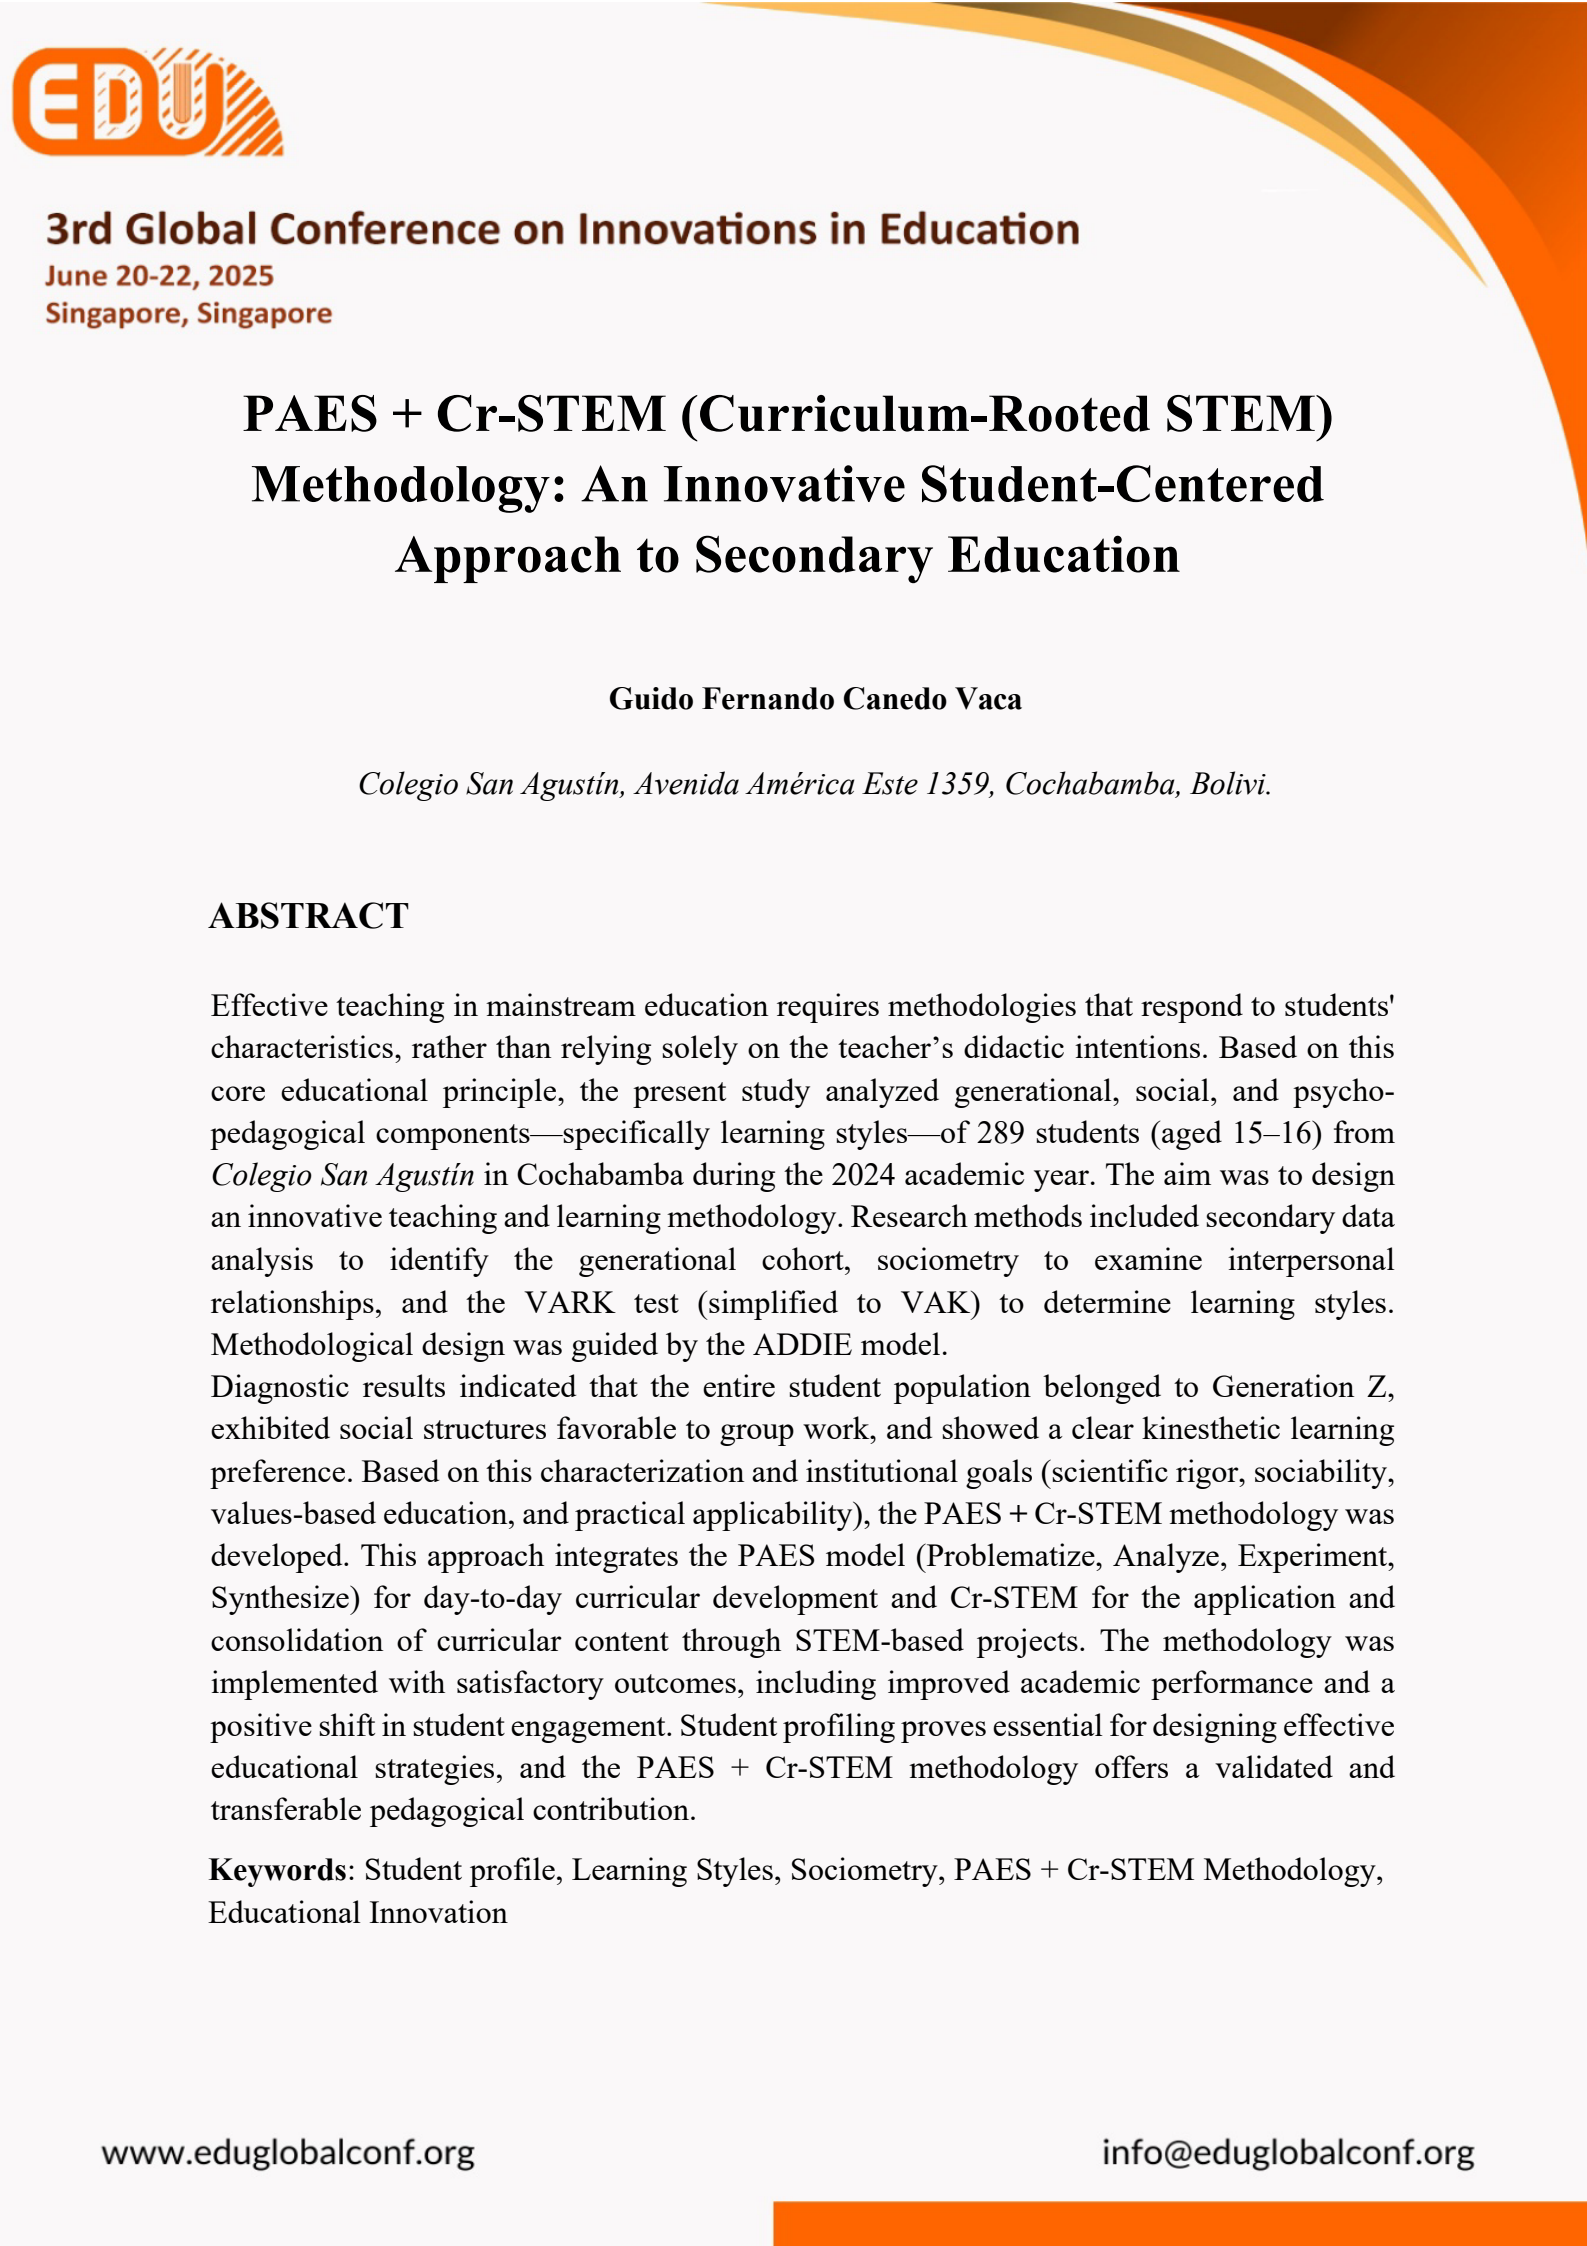 EDU
3rd Global Conference on Innovations in Education
June 20-22, 2025
Singapore, Singapore
PAES + Cr-STEM (Curriculum-Rooted STEM)
Methodology: An Innovative Student-Centered
Approach to Secondary Education
Guido Fernando Canedo Vaca
Colegio San Agustín, Avenida América Este 1359, Cochabamba, Bolivi.
ABSTRACT
Effective teaching in mainstream education requires methodologies that respond to students'
characteristics, rather than relying solely on the teacher’s didactic intentions. Based on this
core educational principle, the present study analyzed generational, social, and psycho-
pedagogical components—specifically learning styles—of 289 students (aged 15–16) from
Colegio San Agustín in Cochabamba during the 2024 academic year. The aim was to design
an innovative teaching and learning methodology. Research methods included secondary data
analysis to identify the generational cohort, sociometry to examine interpersonal
relationships, and the VARK test (simplified to VAK) to determine learning styles.
Methodological design was guided by the ADDIE model.
Diagnostic results indicated that the entire student population belonged to Generation Z,
exhibited social structures favorable to group work, and showed a clear kinesthetic learning
preference. Based on this characterization and institutional goals (scientific rigor, sociability,
values-based education, and practical applicability), the PAES + Cr-STEM methodology was
developed. This approach integrates the PAES model (Problematize, Analyze, Experiment,
Synthesize) for day-to-day curricular development and Cr-STEM for the application and
consolidation of curricular content through STEM-based projects. The methodology was
implemented with satisfactory outcomes, including improved academic performance and a
positive shift in student engagement. Student profiling proves essential for designing effective
educational strategies, and the PAES + Cr-STEM methodology offers a validated and
transferable pedagogical contribution.
Keywords: Student profile, Learning Styles, Sociometry, PAES + Cr-STEM Methodology,
Educational Innovation
www.eduglobalconf.org
info@eduglobalconf.org